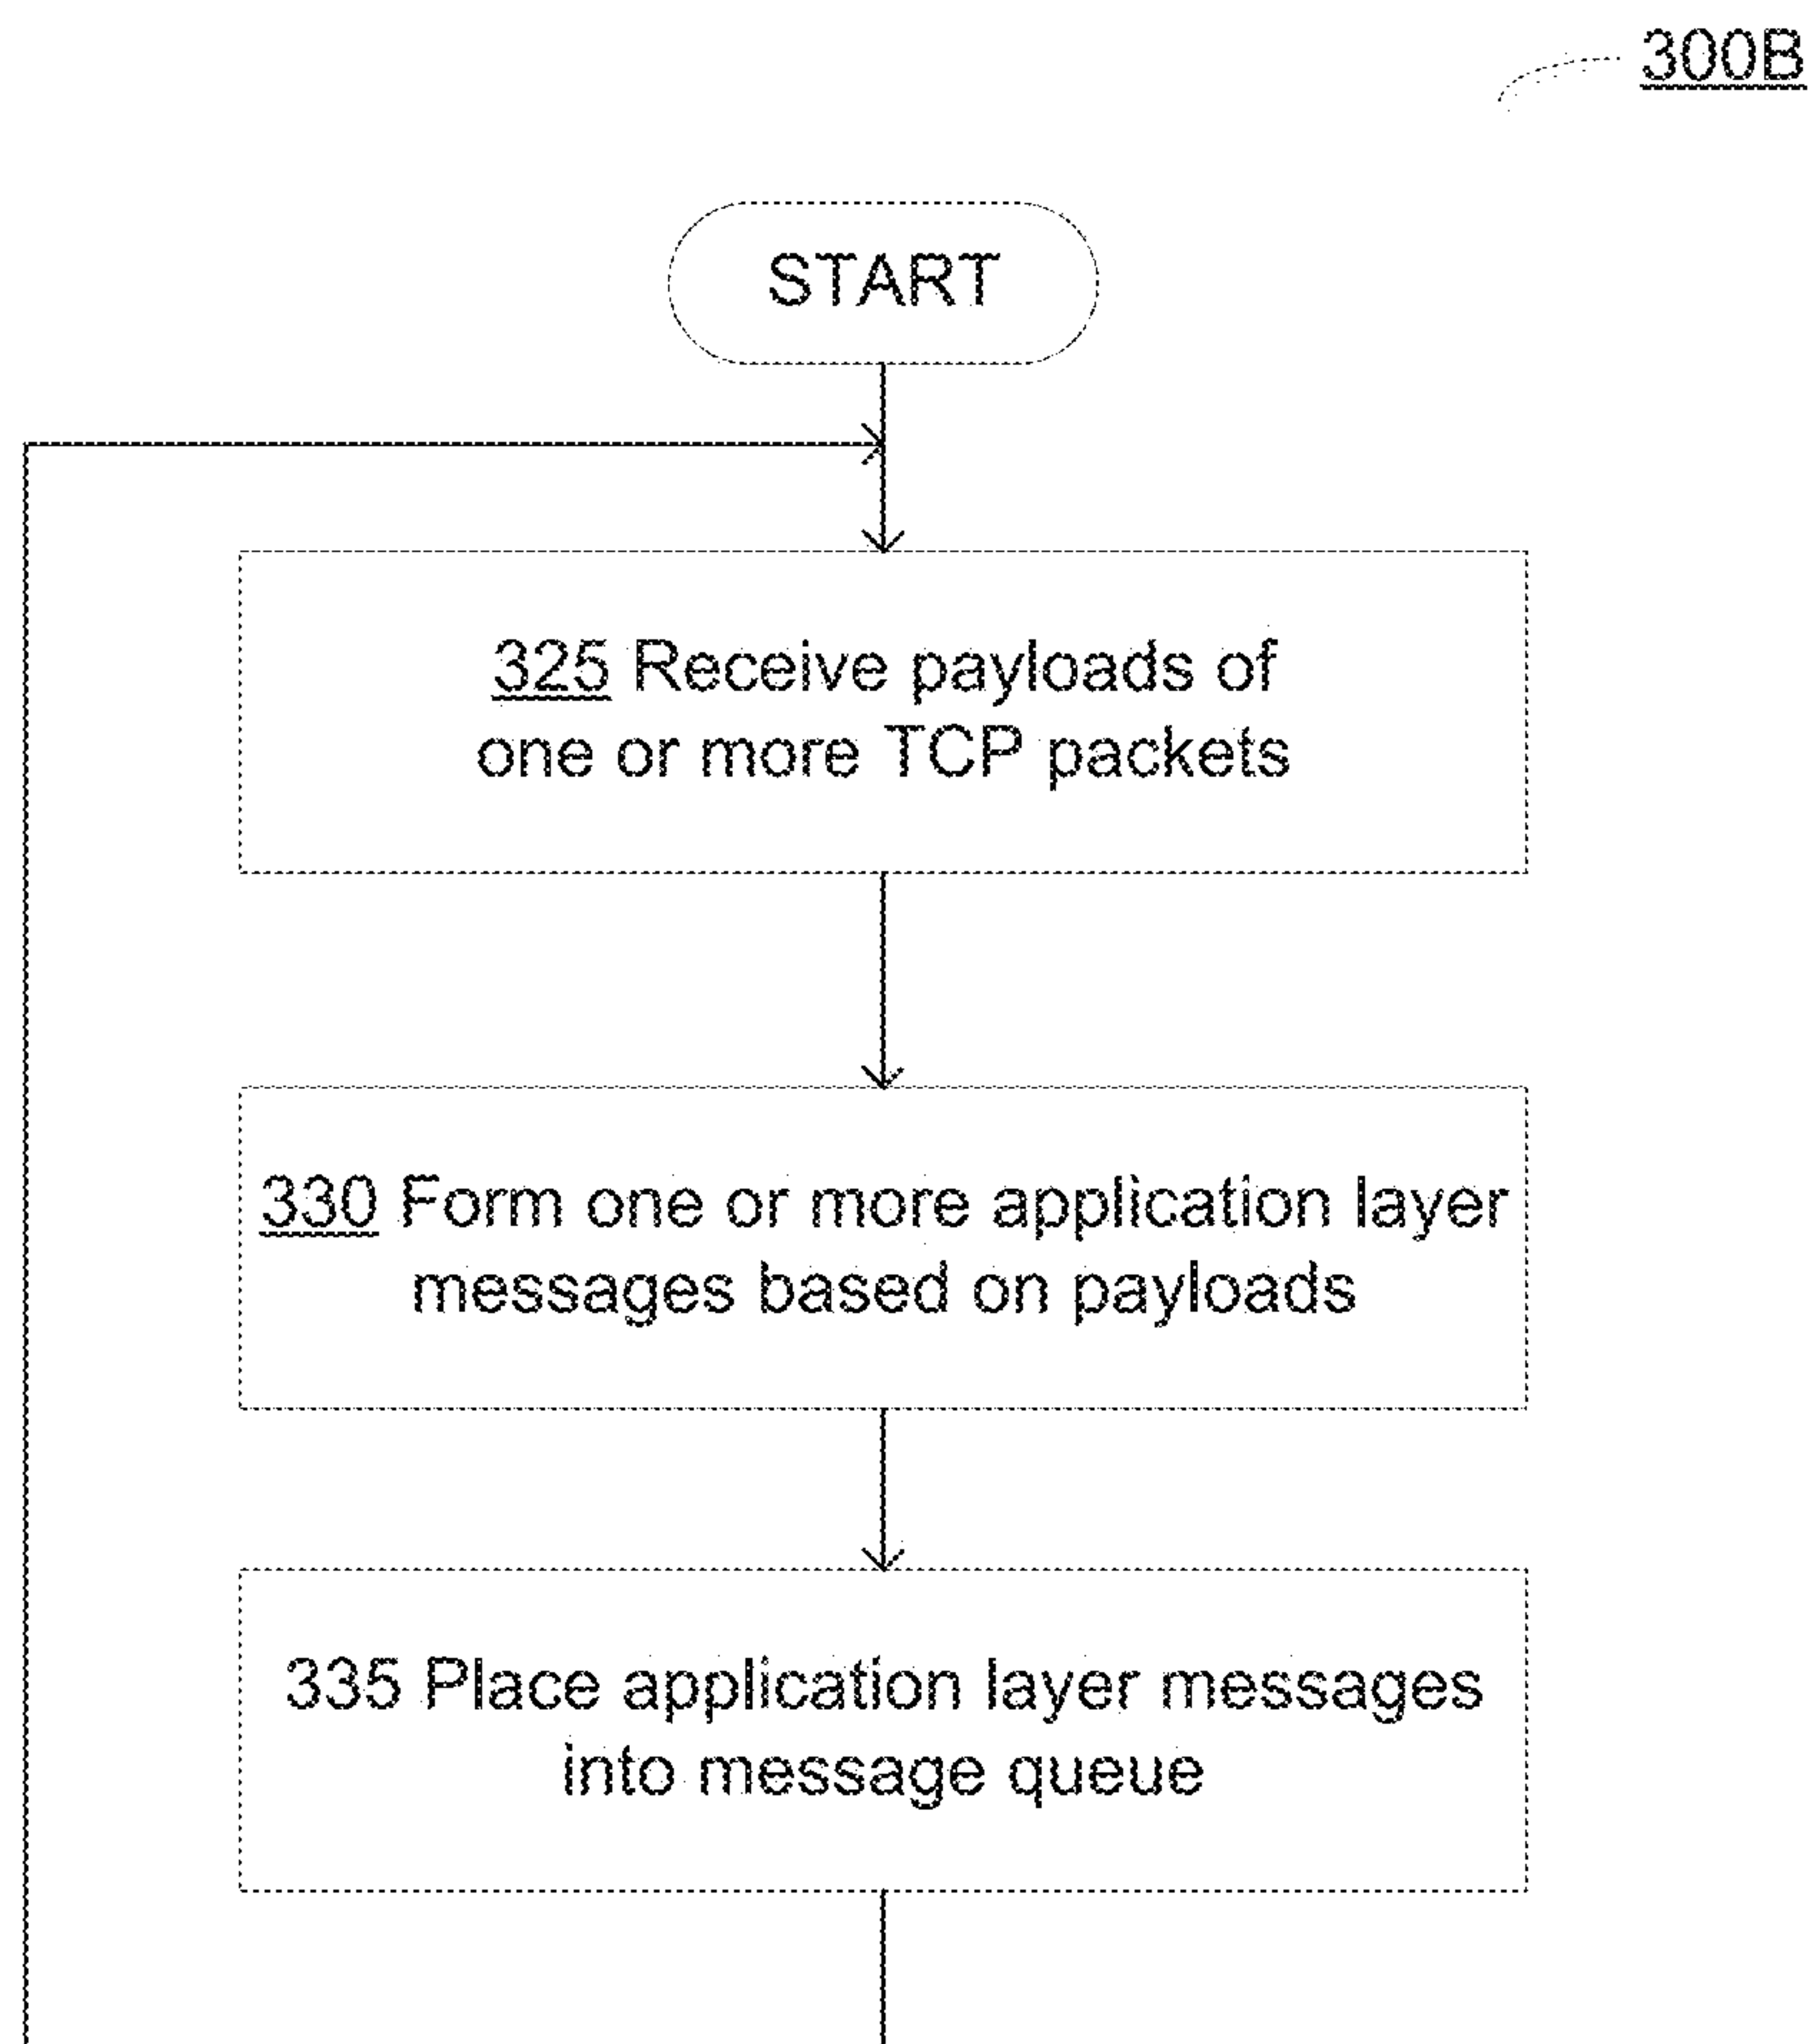 300B
START
325 Receive payloads of
one or more TCP packets
330 Form one or more application layer
messages based on payloads
335 Place application layer messages
into message queue